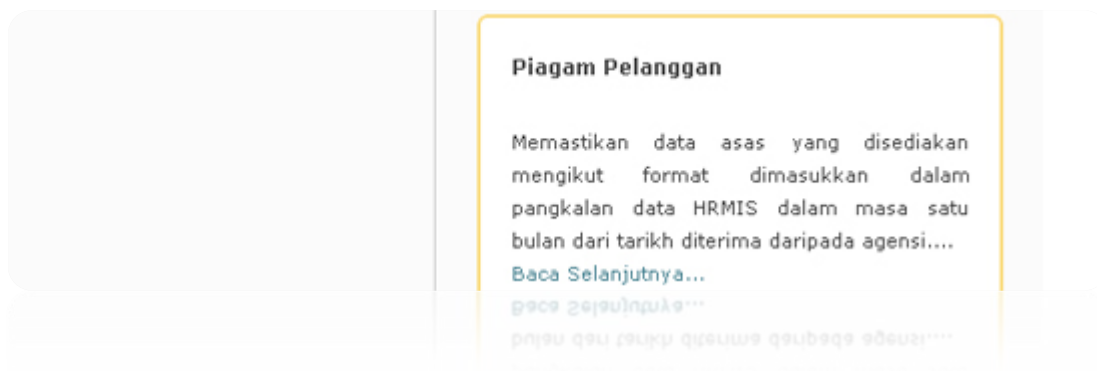 Piagam Pelanggan
Memastikan data asas yang disediakan
mengikut format dimasukkan dalam
pangkalan data HRMIS dalam masa satu
bulan dari tarikh diterima daripada agensi....
Baca Selanjutnya...